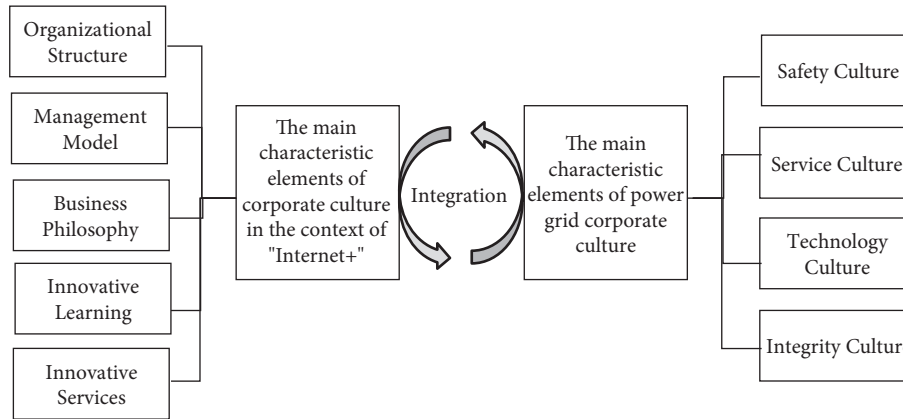 Organizational
Structure
Management
Model
Business
Philosophy
Innovative
Learning
Innovative
Services
The main
characteristic
elements of
corporate culture
in the context of
"Internet+"
Integration
The main
characteristic
elements of power
grid corporate
culture
Safety Culture
Service Culture
Technology
Culture
Integrity Cultur